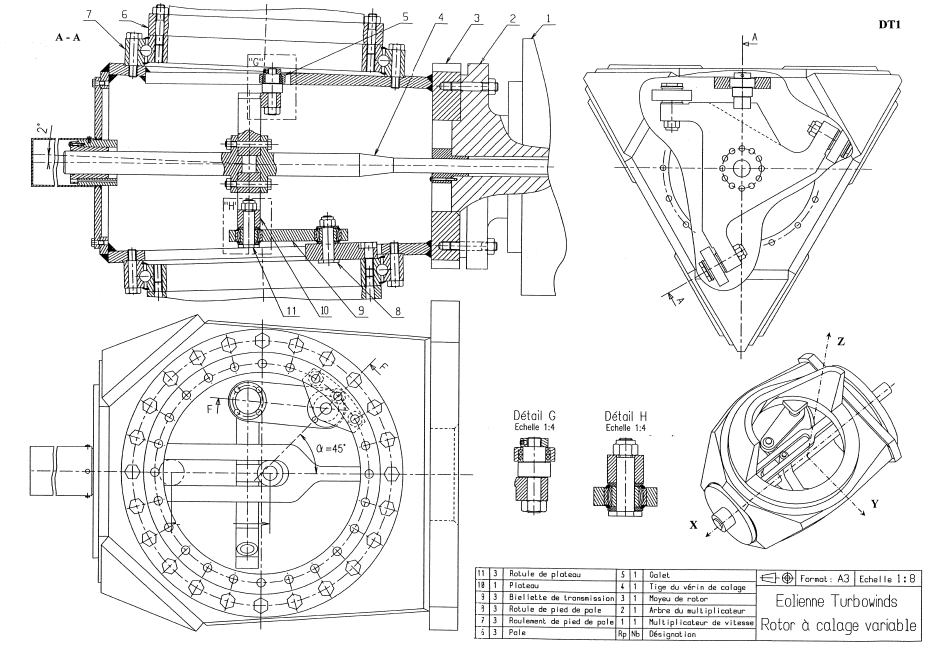 7 6 5 4 3 2 1
DT1
A - A
A
"G"
2°
"H"
A
11 10 9 8
Z
F
F
α=45°
Détail G
Echelle 1:4
Détail H
Echelle 1:4
X
Y
11 3 Rotule de plateau 5 1 Galet
10 1 Plateau 4 1 Tige du vérin de calage
9 3 Biellette de transmission 3 1 Moyeu de rotor
8 3 Rotule de pied de pale 2 1 Arbre du multiplicateur
7 3 Roulement de pied de pale 1 1 Multiplicateur de vitesse
6 3 Pale Rp Nb Désignation
Format: A3 Echelle 1:8
Eolienne Turbowinds
Rotor à calage variable